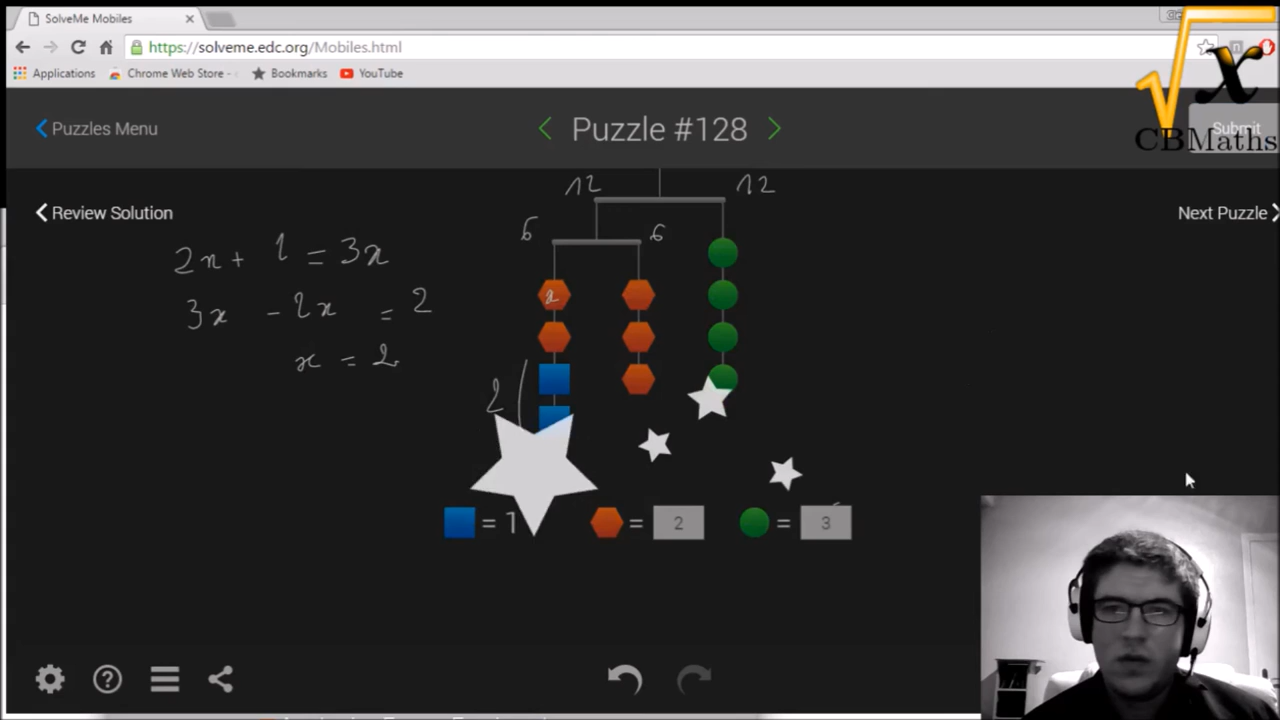 SolveMe Mobiles
https://solveme.edc.org/Mobiles.html
Applications
Chrome Web Store -
Bookmarks
YouTube
√x
CBMaths
Puzzles Menu
Puzzle #128
Submit
Review Solution
Next Puzzle
12
12
6
6
2x + 2 = 3x
3x - 2x = 2
x = 2
x
2
= 1
= 2
= 3